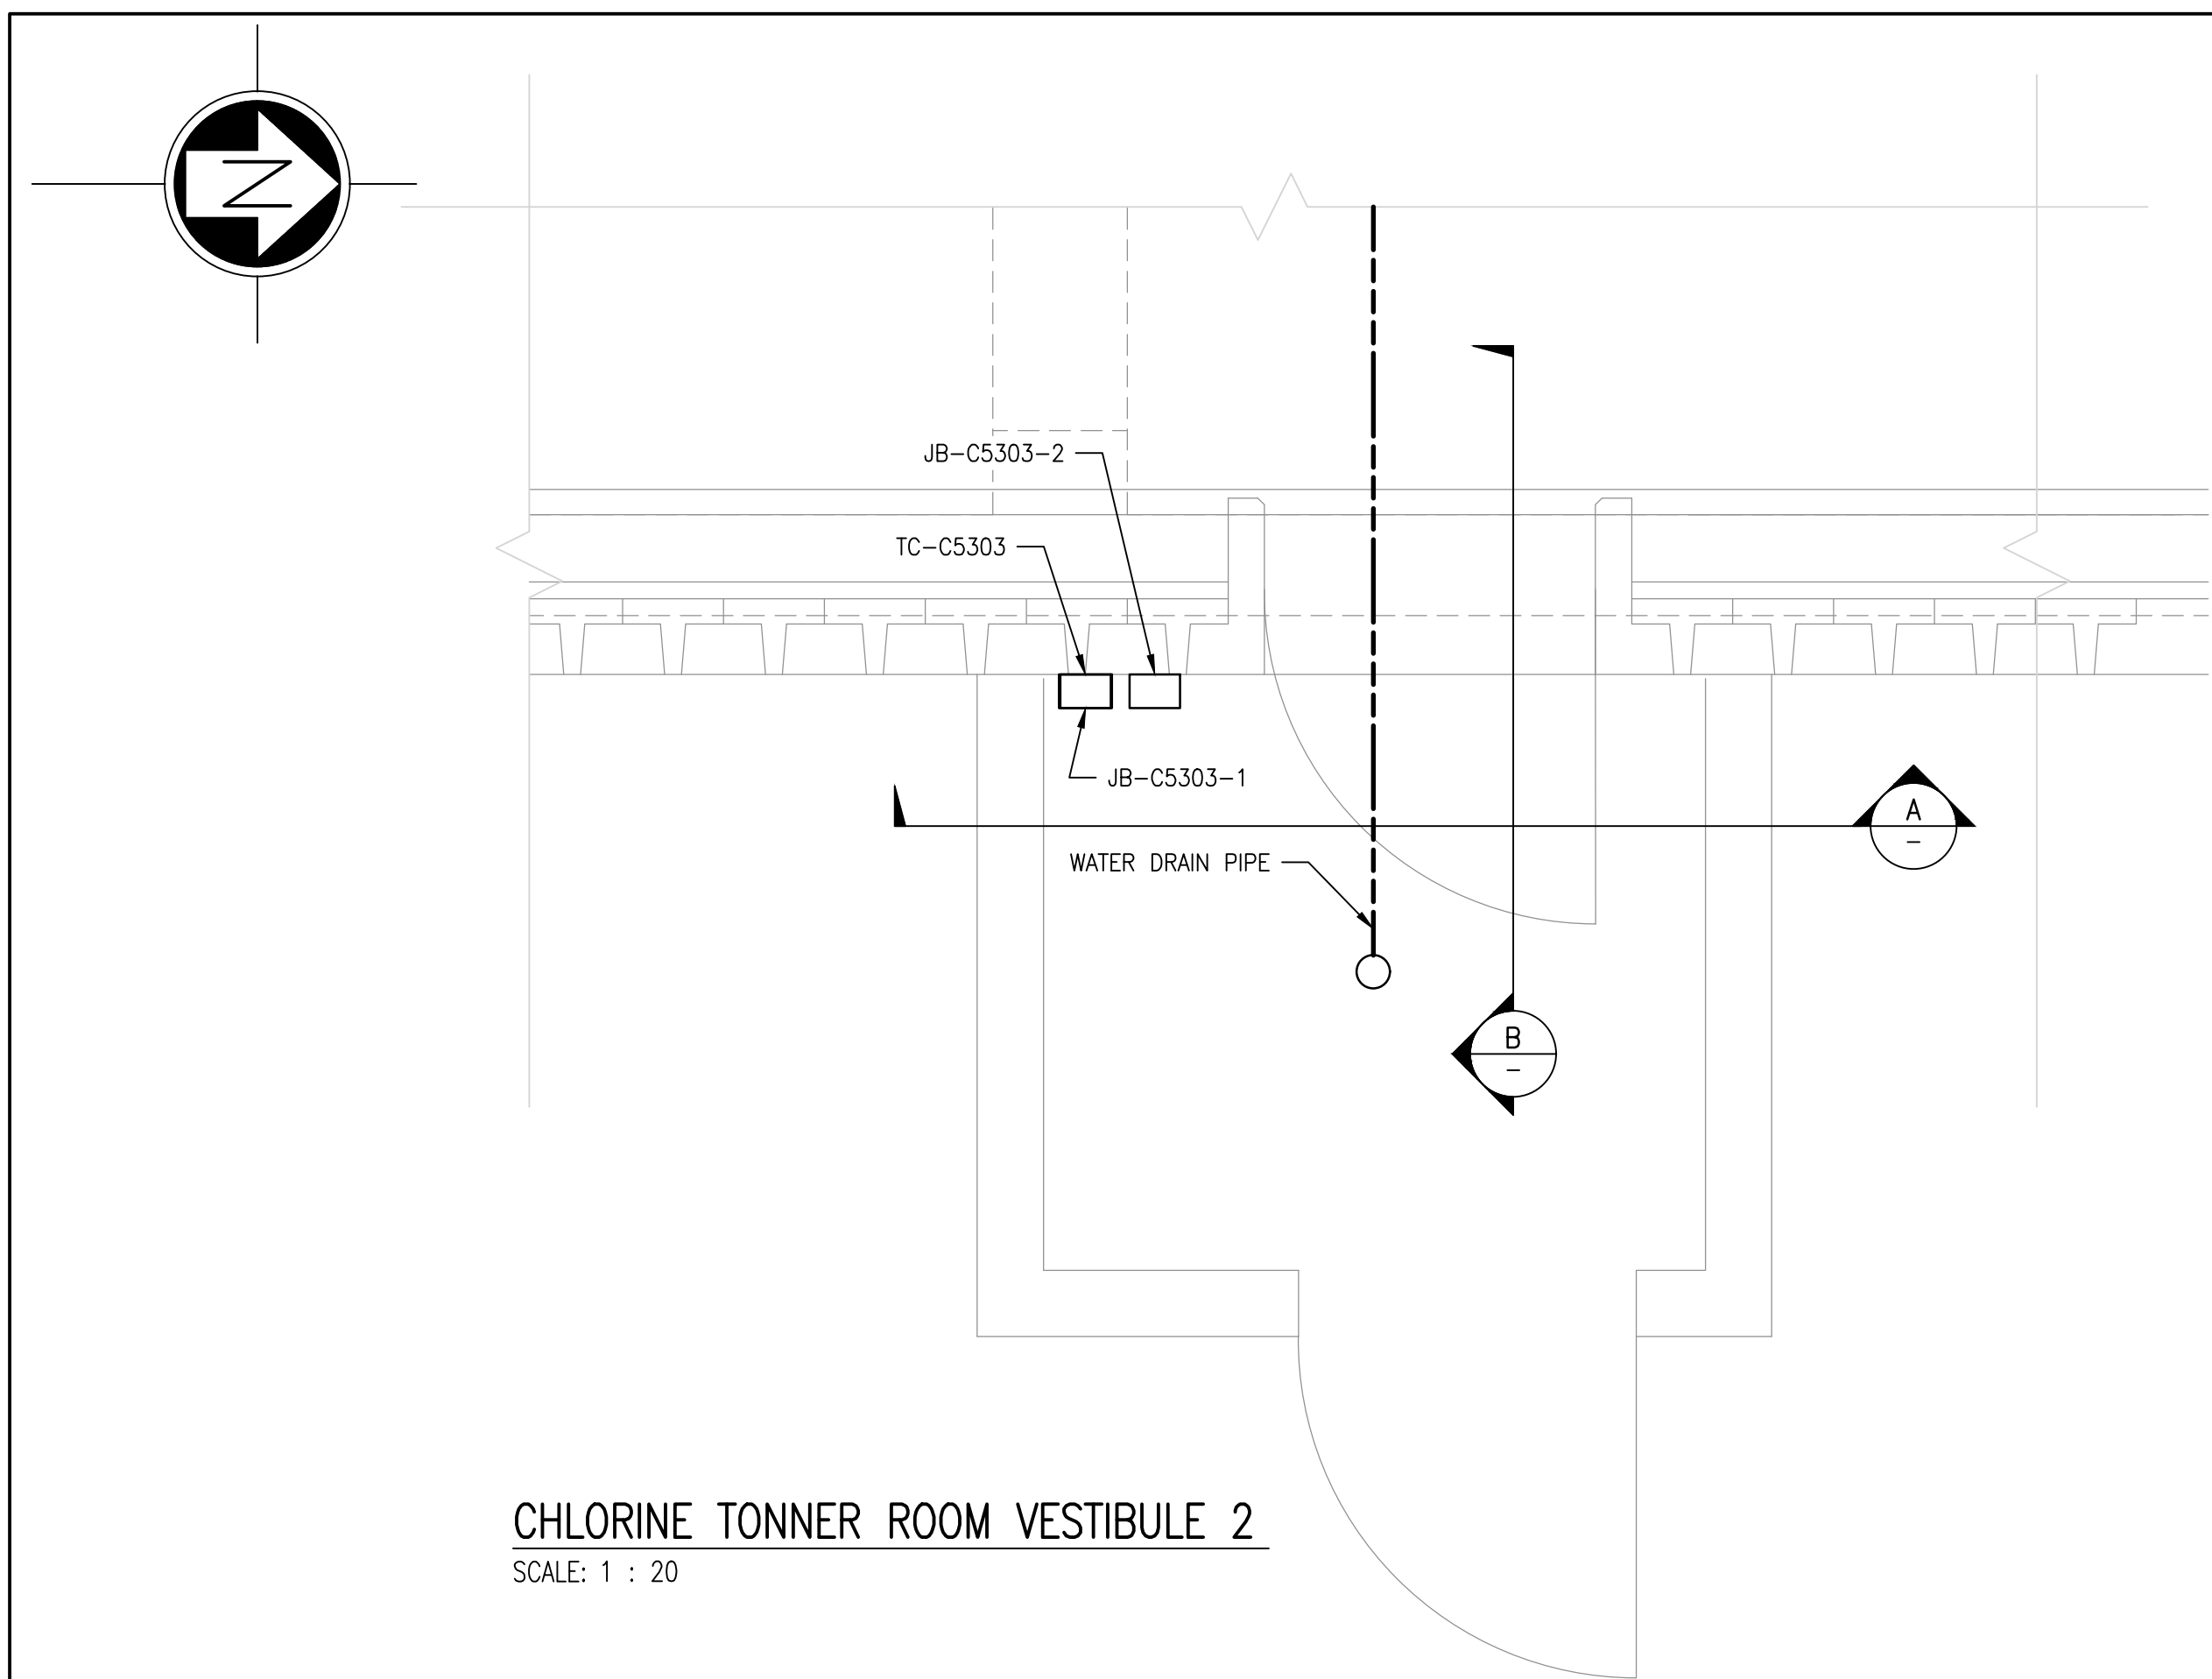 N
JB-C5303-2
TC-C5303
JB-C5303-1
A
-
WATER DRAIN PIPE
B
-
CHLORINE TONNER ROOM VESTIBULE 2
SCALE: 1 : 20